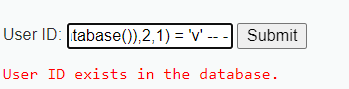 User ID: tabase()),2,1) = 'v' -- - Submit
User ID exists in the database.